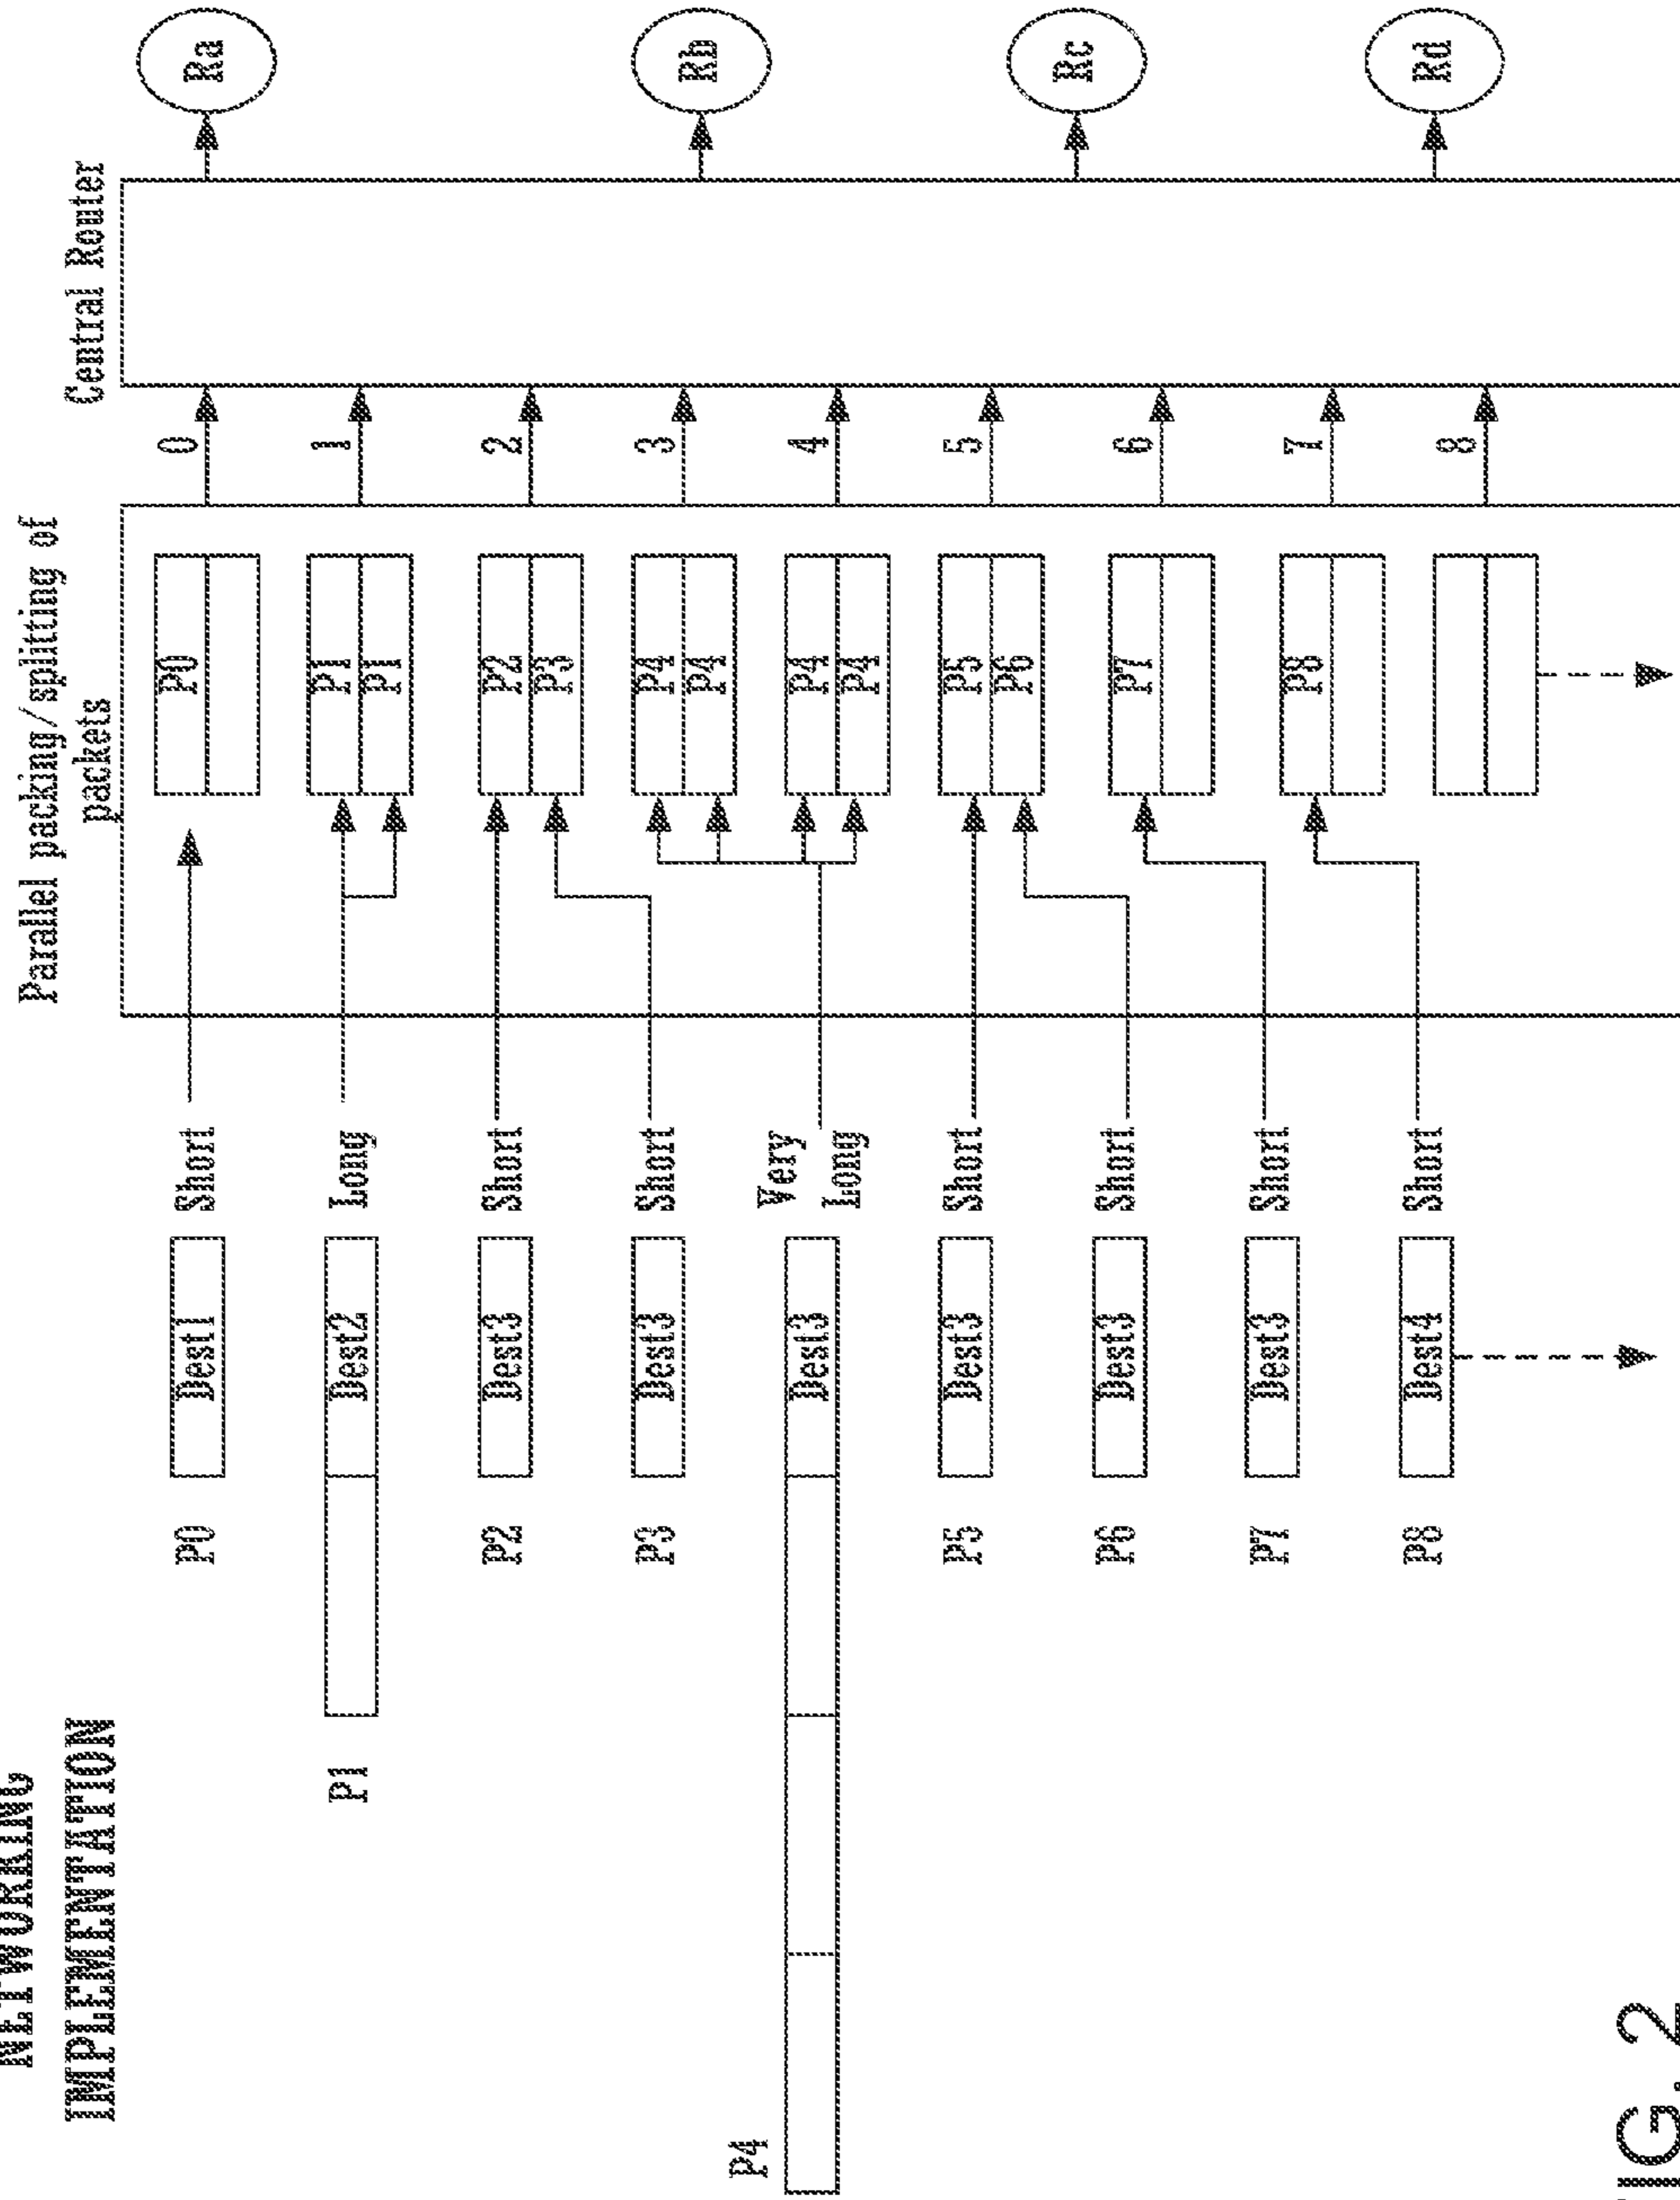 NETWORKING
IMPLEMENTATION
Parallel packing/splitting of
packets
Central Router
P0
Dest1
Short
P0
0
Ra
P1
Dest2
Long
P1
P1
1
P2
Dest3
Short
P2
P3
2
P3
Dest3
Short
P4
P4
3
Rb
P4
Dest3
Very
Long
P4
P4
4
P5
Dest3
Short
P5
P6
5
Rc
P6
Dest3
Short
P7
6
P7
Dest3
Short
P8
7
Rd
P8
Dest4
Short
8
FIG. 2